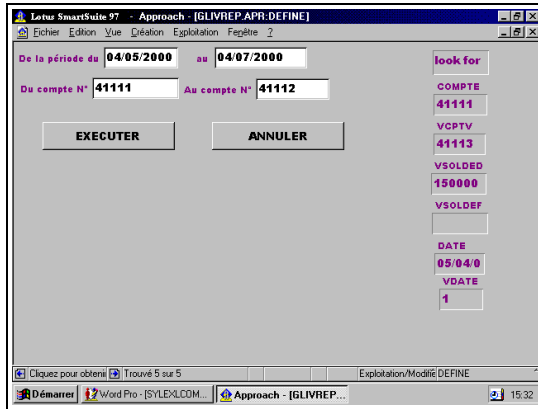 Lotus SmartSuite 97 - Approach - [GLIVREP.APR:DEFINE]
Fichier Edition Vue Création Exploitation Fenêtre ?
De la période du 04/05/2000 au 04/07/2000
Du compte N° 41111 Au compte N° 41112
EXECUTER ANNULER
look for
COMPTE
41111
VCPTV
41113
VSOLDED
150000
VSOLDEF
DATE
05/04/0
VDATE
1
Cliquez pour obteni Trouvé 5 sur 5 Exploitation/Modifie DEFINE
Démarrer Word Pro - [SYLEXLCOM... Approach - [GLIVREP... 15:32